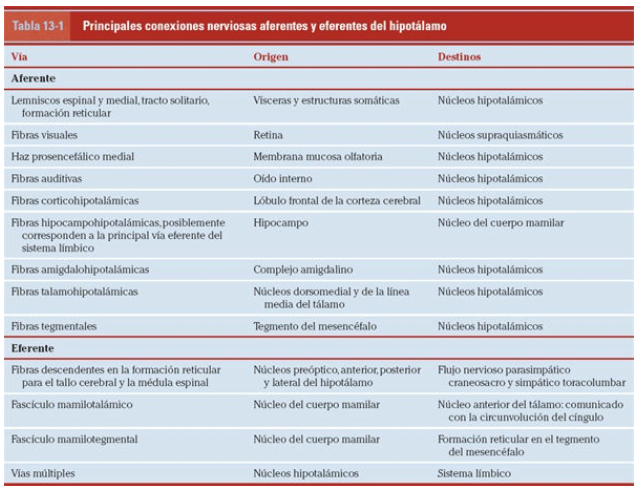 Tabla 13-1 Principales conexiones nerviosas aferentes y eferentes del hipotálamo
Vía Origen Destinos
Aferente
Lemniscos espinal y medial, tracto solitario, Vísceras y estructuras somáticas Núcleos hipotalámicos
formación reticular
Fibras visuales Retina Núcleos supraquiasmáticos
Haz prosencefálico medial Membrana mucosa olfatoria Núcleos hipotalámicos
Fibras auditivas Oído interno Núcleos hipotalámicos
Fibras corticohipotalámicas Lóbulo frontal de la corteza cerebral Núcleos hipotalámicos
Fibras hipocampohipotalámicas, posiblemente Hipocampo Núcleo del cuerpo mamilar
corresponden a la principal vía eferente del
sistema límbico
Fibras amigdalohipotalámicas Complejo amigdalino Núcleos hipotalámicos
Fibras talamohipotalámicas Núcleos dorsomedial y de la línea Núcleos hipotalámicos
media del tálamo
Fibras tegmentales Tegmento del mesencéfalo Núcleos hipotalámicos
Eferente
Fibras descendentes en la formación reticular Núcleos preóptico, anterior, posterior Flujo nervioso parasimpático
para el tallo cerebral y la médula espinal y lateral del hipotálamo craneosacro y simpático toracolumbar
Fascículo mamilotalámico Núcleo del cuerpo mamilar Núcleo anterior del tálamo: comunicado
con la circunvolución del cíngulo
Fascículo mamilotegmental Núcleo del cuerpo mamilar Formación reticular en el tegmento
del mesencéfalo
Vías múltiples Núcleos hipotalámicos Sistema límbico